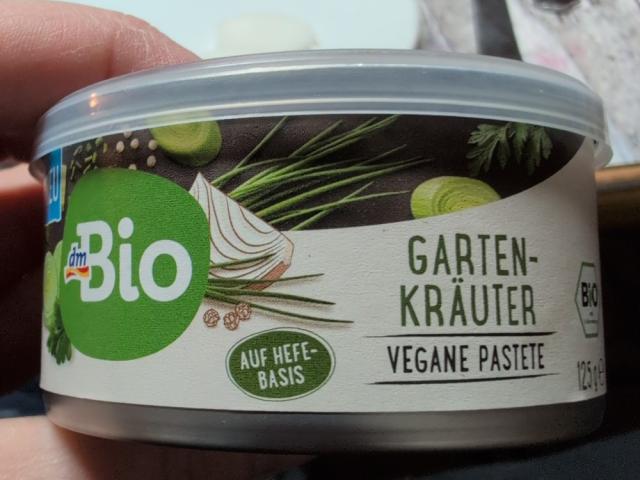 dm
Bio
GARTEN-
KRÄUTER
VEGANE PASTETE
AUF HEFE-
BASIS
BIO
125 g e